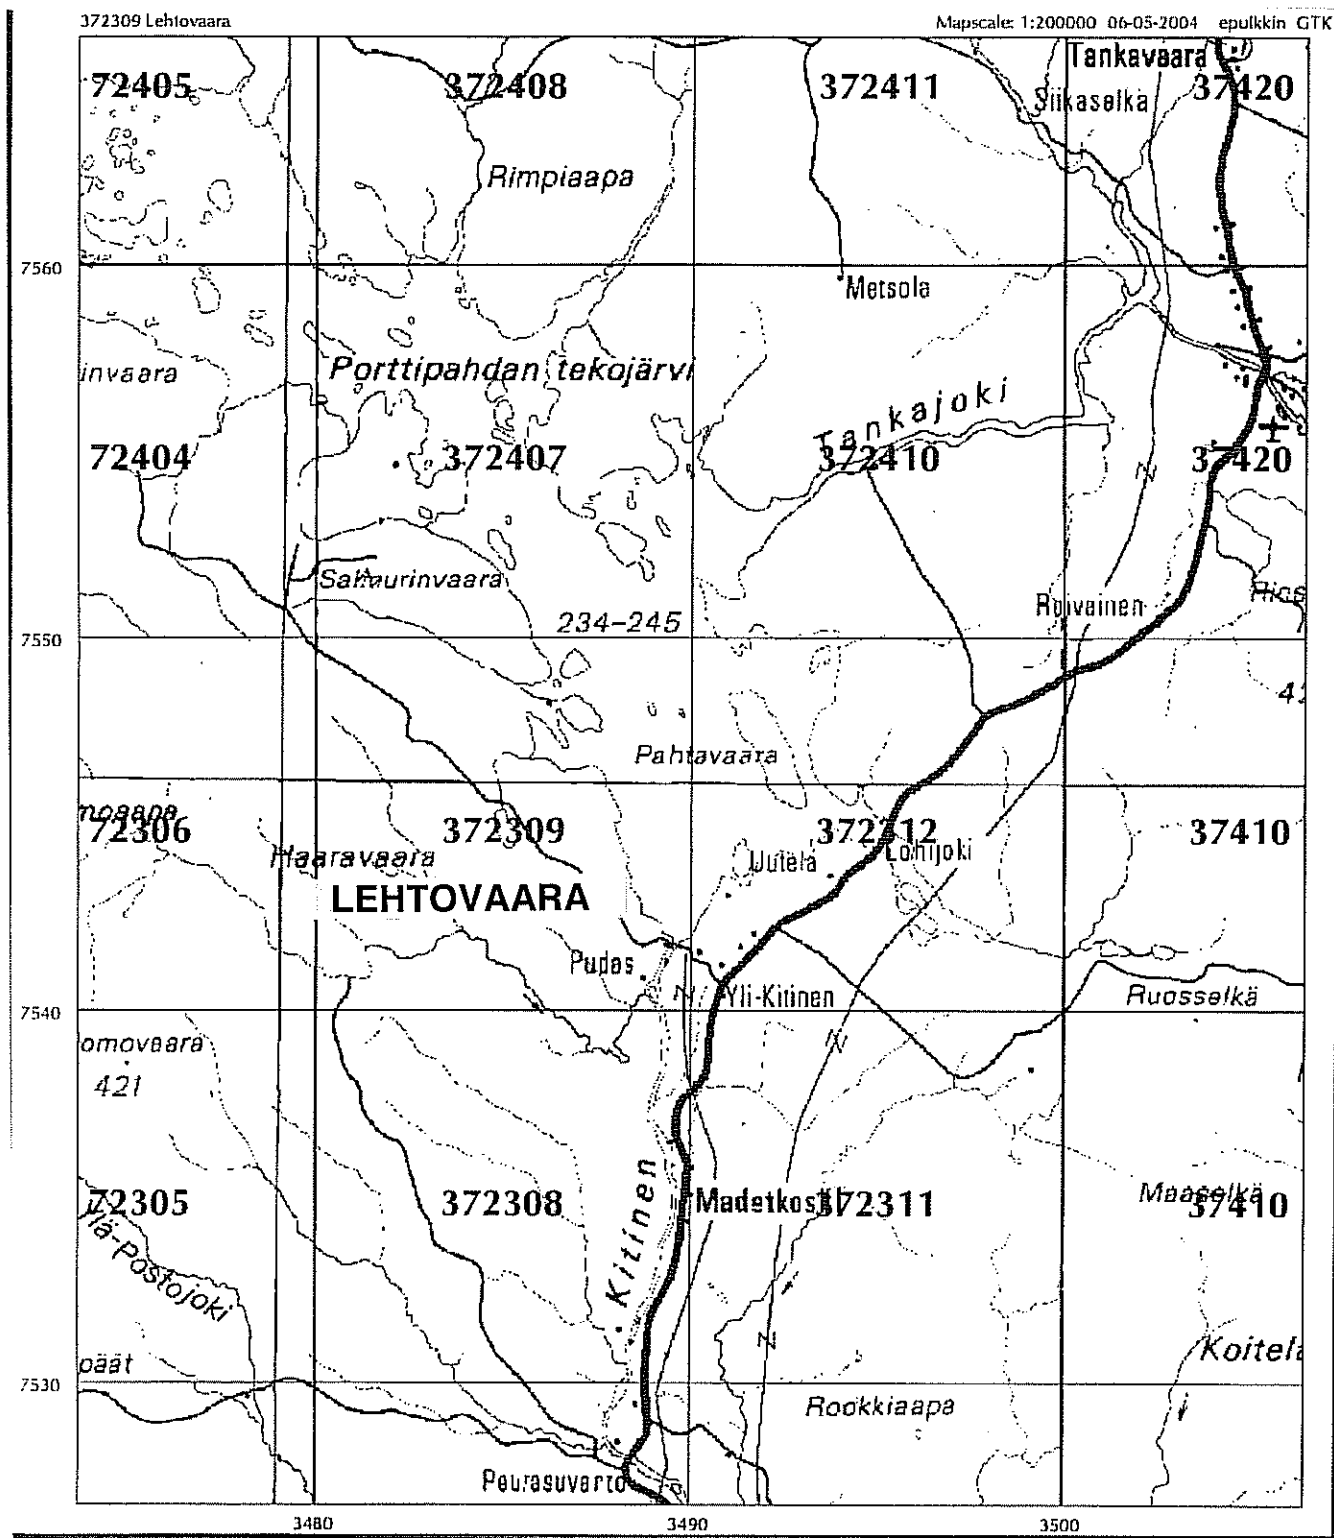 372309 Lehtovaara
Mapscale: 1:200000 06-05-2004 epulkkin GTK
Tankavaara
72405
372408
372411
37420
Siikaselkä
Rimpiaapa
7560
Metsola
invaara
Porttipahdan tekojärvi
Tankajoki
72404
372407
372410
37420
Roivainen
234-245
7550
Pahtavaara
72306
372309
372312
37410
Haaravaara
Uutela
Lohijoki
LEHTOVAARA
Pudas
Yli-Kitinen
Ruosselkä
7540
omovaara
421
Kitinen
72305
372308
Madetkoski
372311
Maaselkä
37410
lä-Postojoki
päät
Koitela
7530
Rookkiaapa
Peurasuvanto
3480
3490
3500